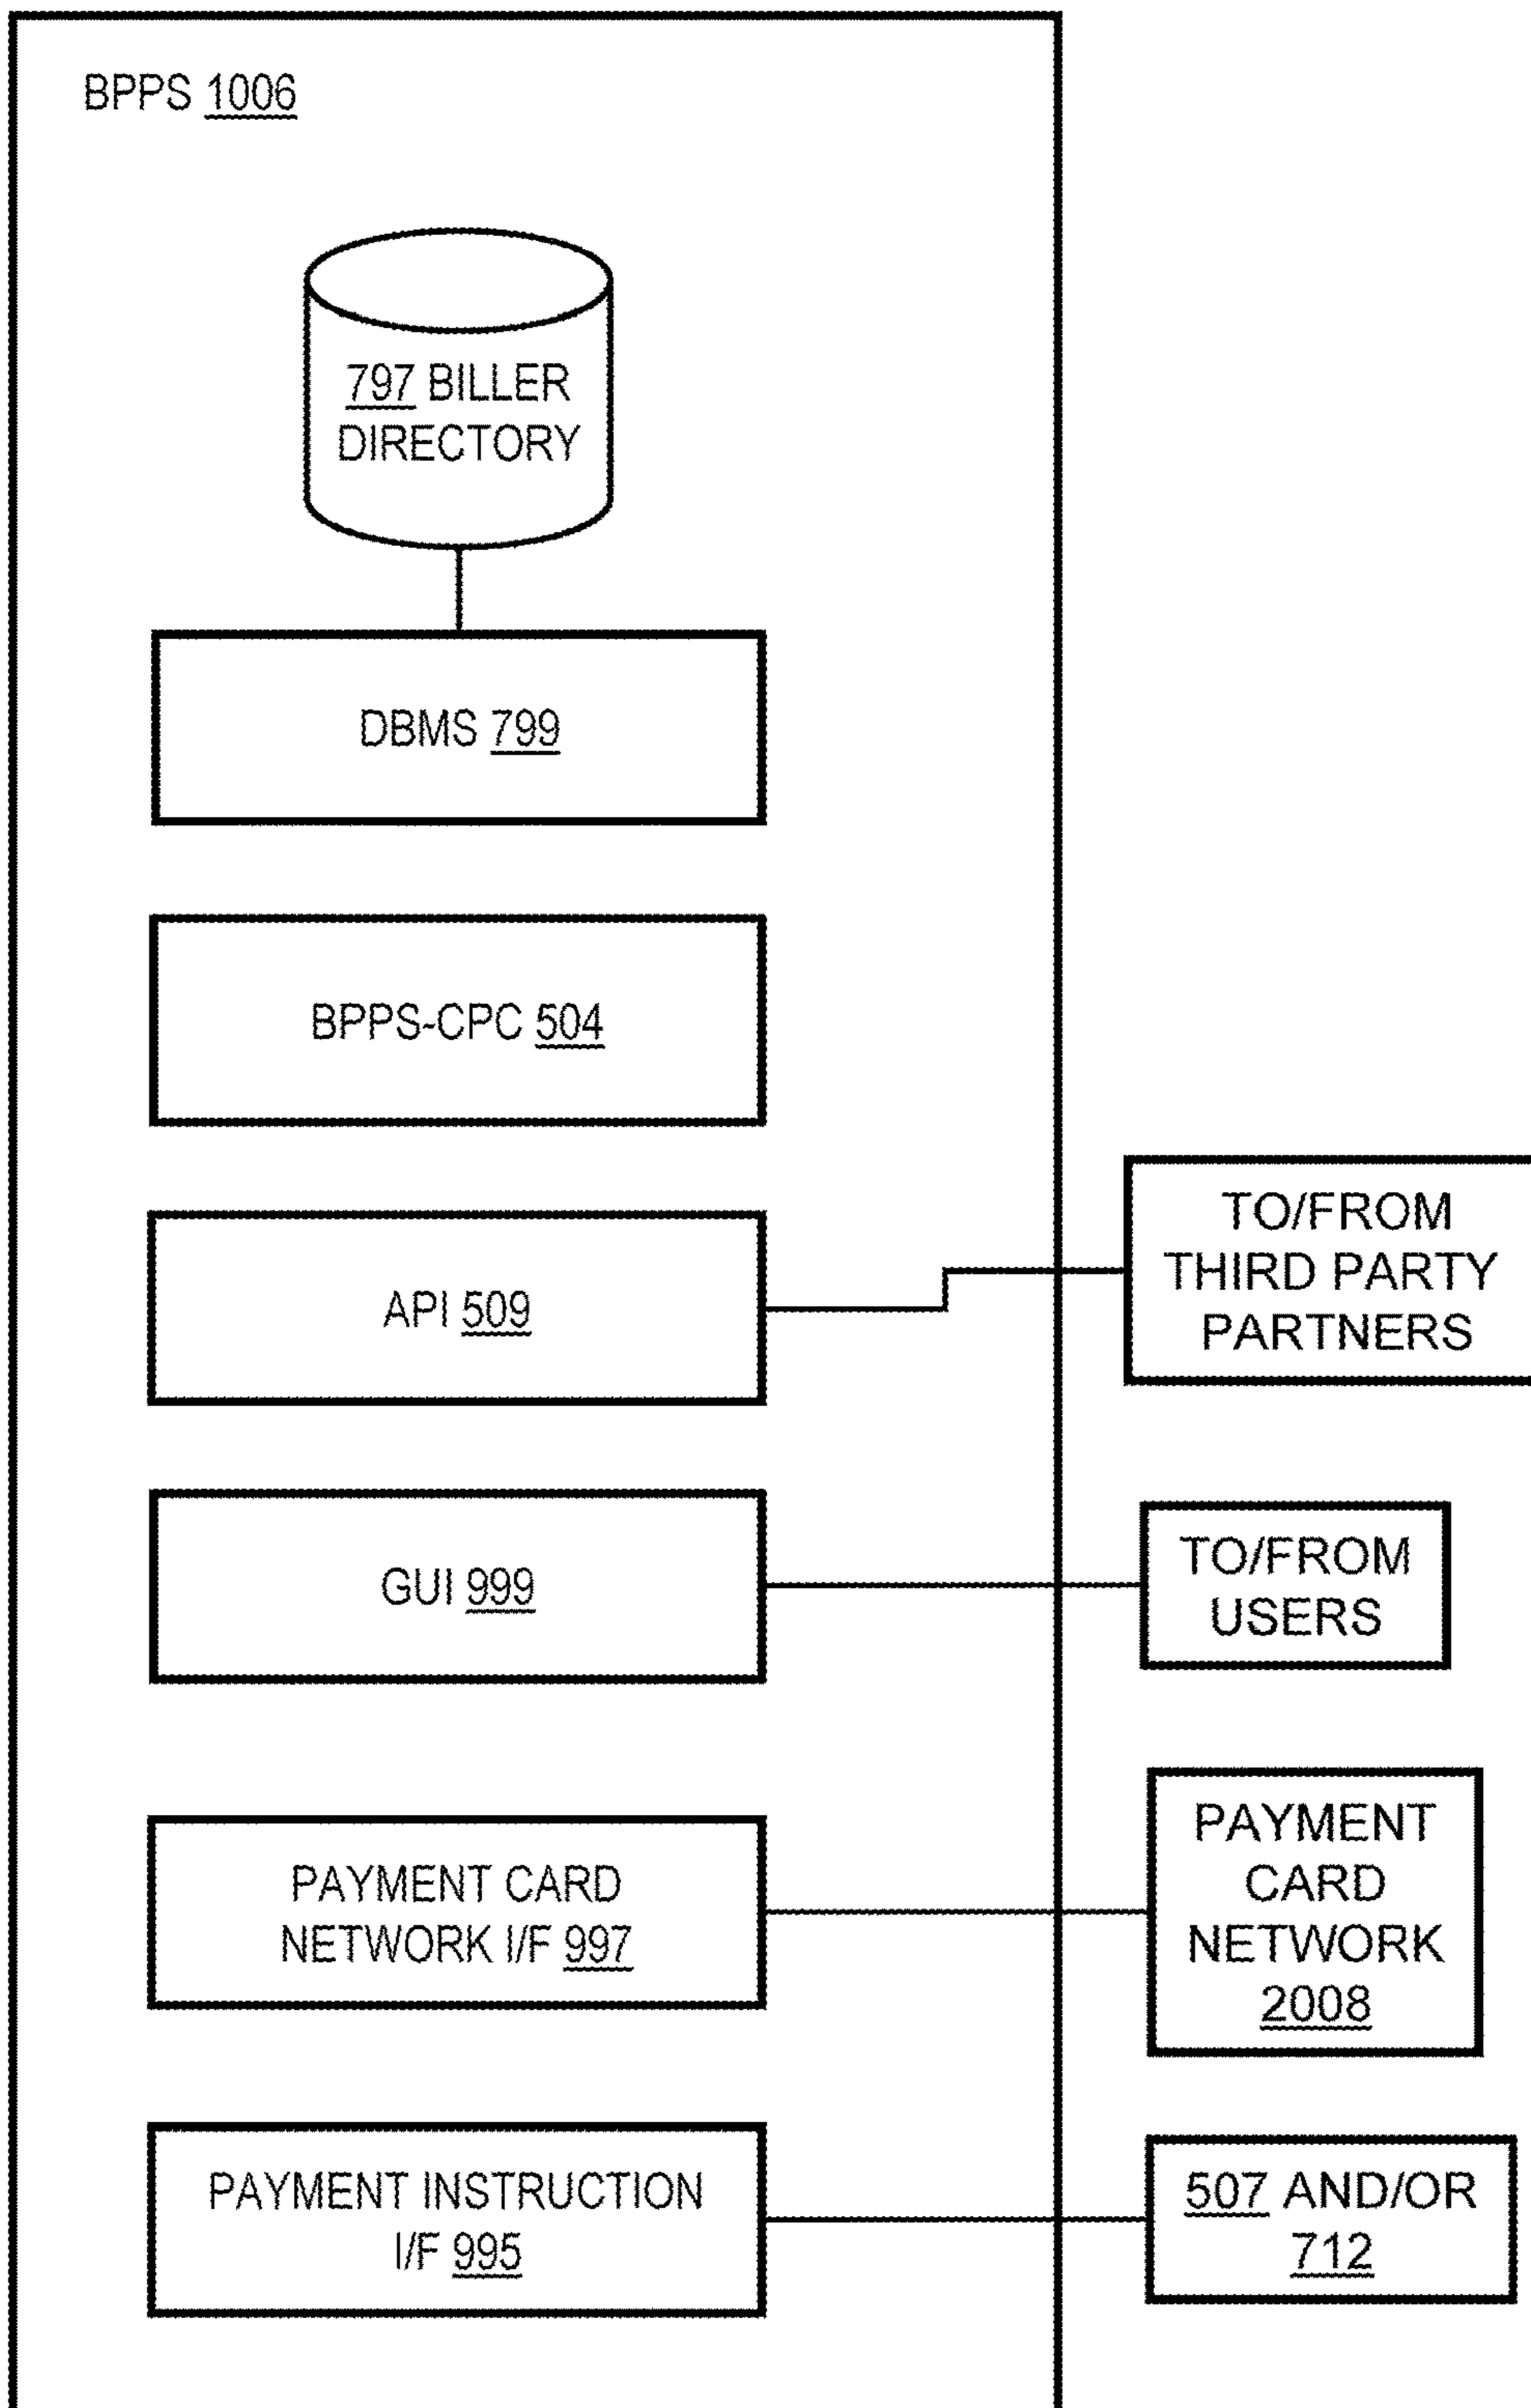 BPPS 1006
797 BILLER
DIRECTORY
DBMS 799
BPPS-CPC 504
API 509
TO/FROM
THIRD PARTY
PARTNERS
GUI 999
TO/FROM
USERS
PAYMENT CARD
NETWORK I/F 997
PAYMENT
CARD
NETWORK
2008
PAYMENT INSTRUCTION
I/F 995
507 AND/OR
712